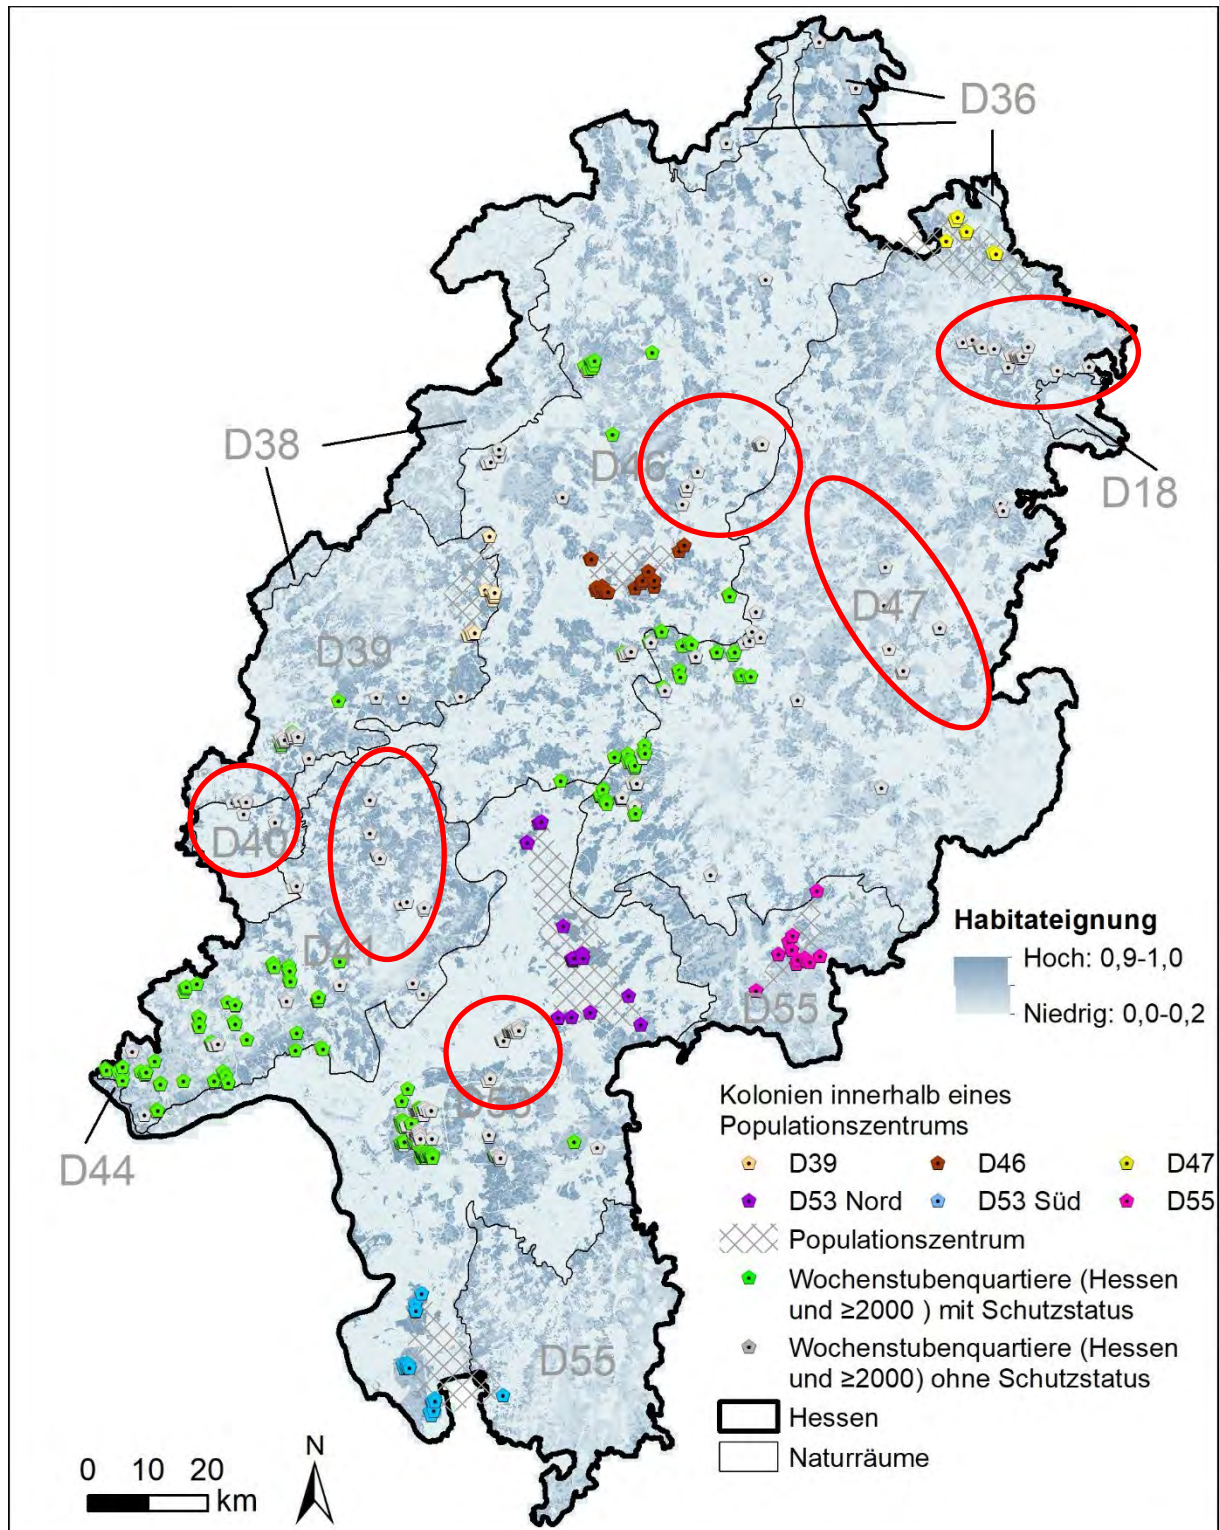 D36
D38
D46
D18
D47
D39
D40
D41
Habitateignung
Hoch: 0,9-1,0
Niedrig: 0,0-0,2
D55
D53
D44
Kolonien innerhalb eines
Populationszentrums
D39 D46 D47
D53 Nord D53 Süd D55
Populationszentrum
Wochenstubenquartiere (Hessen
und ≥2000 ) mit Schutzstatus
Wochenstubenquartiere (Hessen
und ≥2000) ohne Schutzstatus
D55
Hessen
Naturräume
N
0 10 20
km